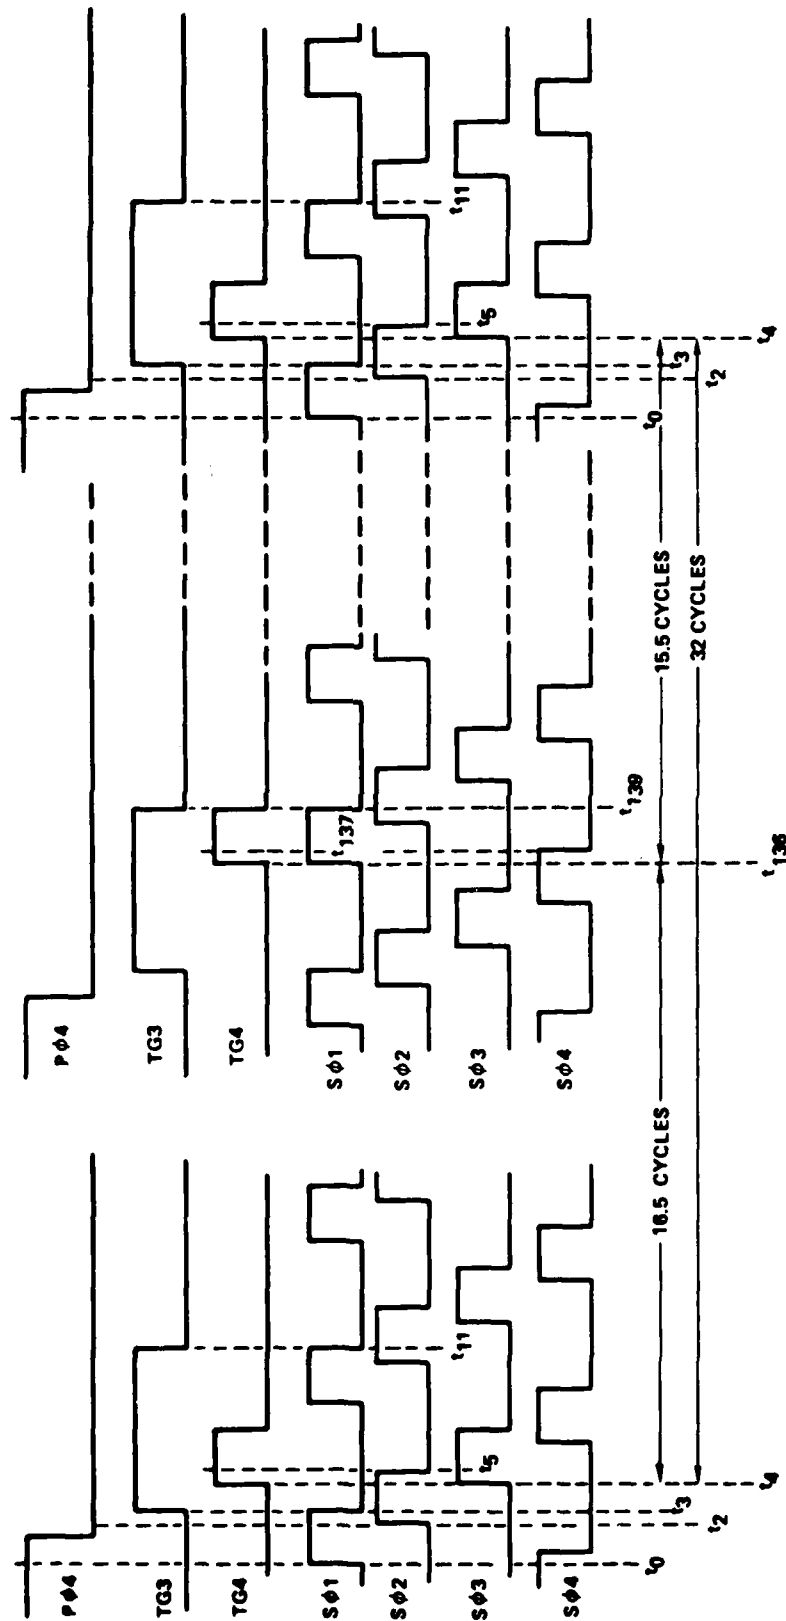 Pφ4
TG3
TG4
Sφ1
Sφ2
Sφ3
Sφ4
t0
t2
t3
t4
t5
t11
16.5 CYCLES
Pφ4
TG3
TG4
Sφ1
Sφ2
Sφ3
Sφ4
t137
t136
t139
15.5 CYCLES
32 CYCLES
t0
t2
t3
t4
t5
t11